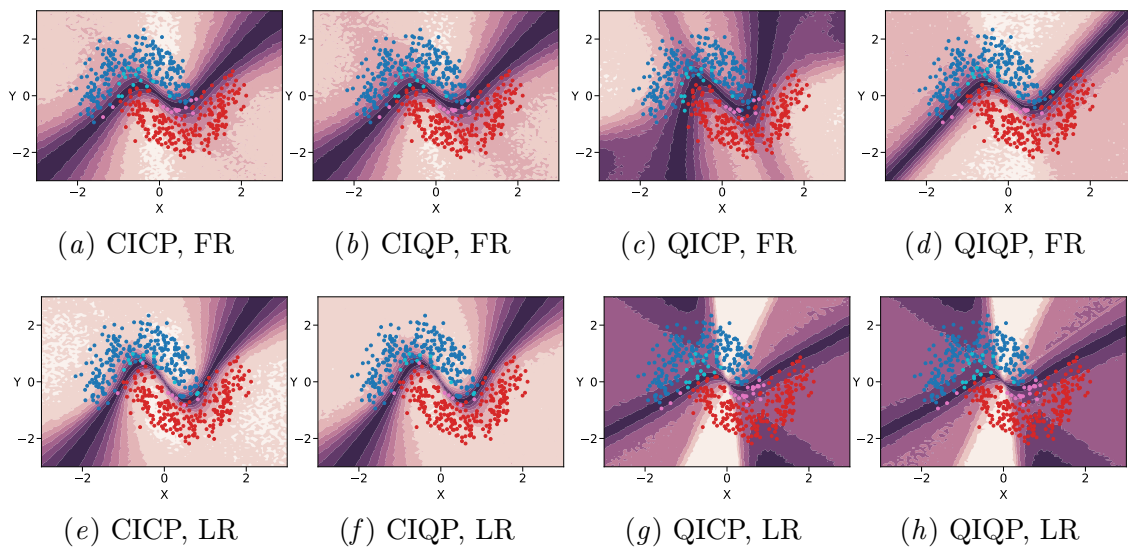 2
Y 0
−2
−2 0 2
X
(a) CICP, FR
2
Y 0
−2
−2 0 2
X
(b) CIQP, FR
2
Y 0
−2
−2 0 2
X
(c) QICP, FR
2
Y 0
−2
−2 0 2
X
(d) QIQP, FR
2
Y 0
−2
−2 0 2
X
(e) CICP, LR
2
Y 0
−2
−2 0 2
X
(f) CIQP, LR
2
Y 0
−2
−2 0 2
X
(g) QICP, LR
2
Y 0
−2
−2 0 2
X
(h) QIQP, LR